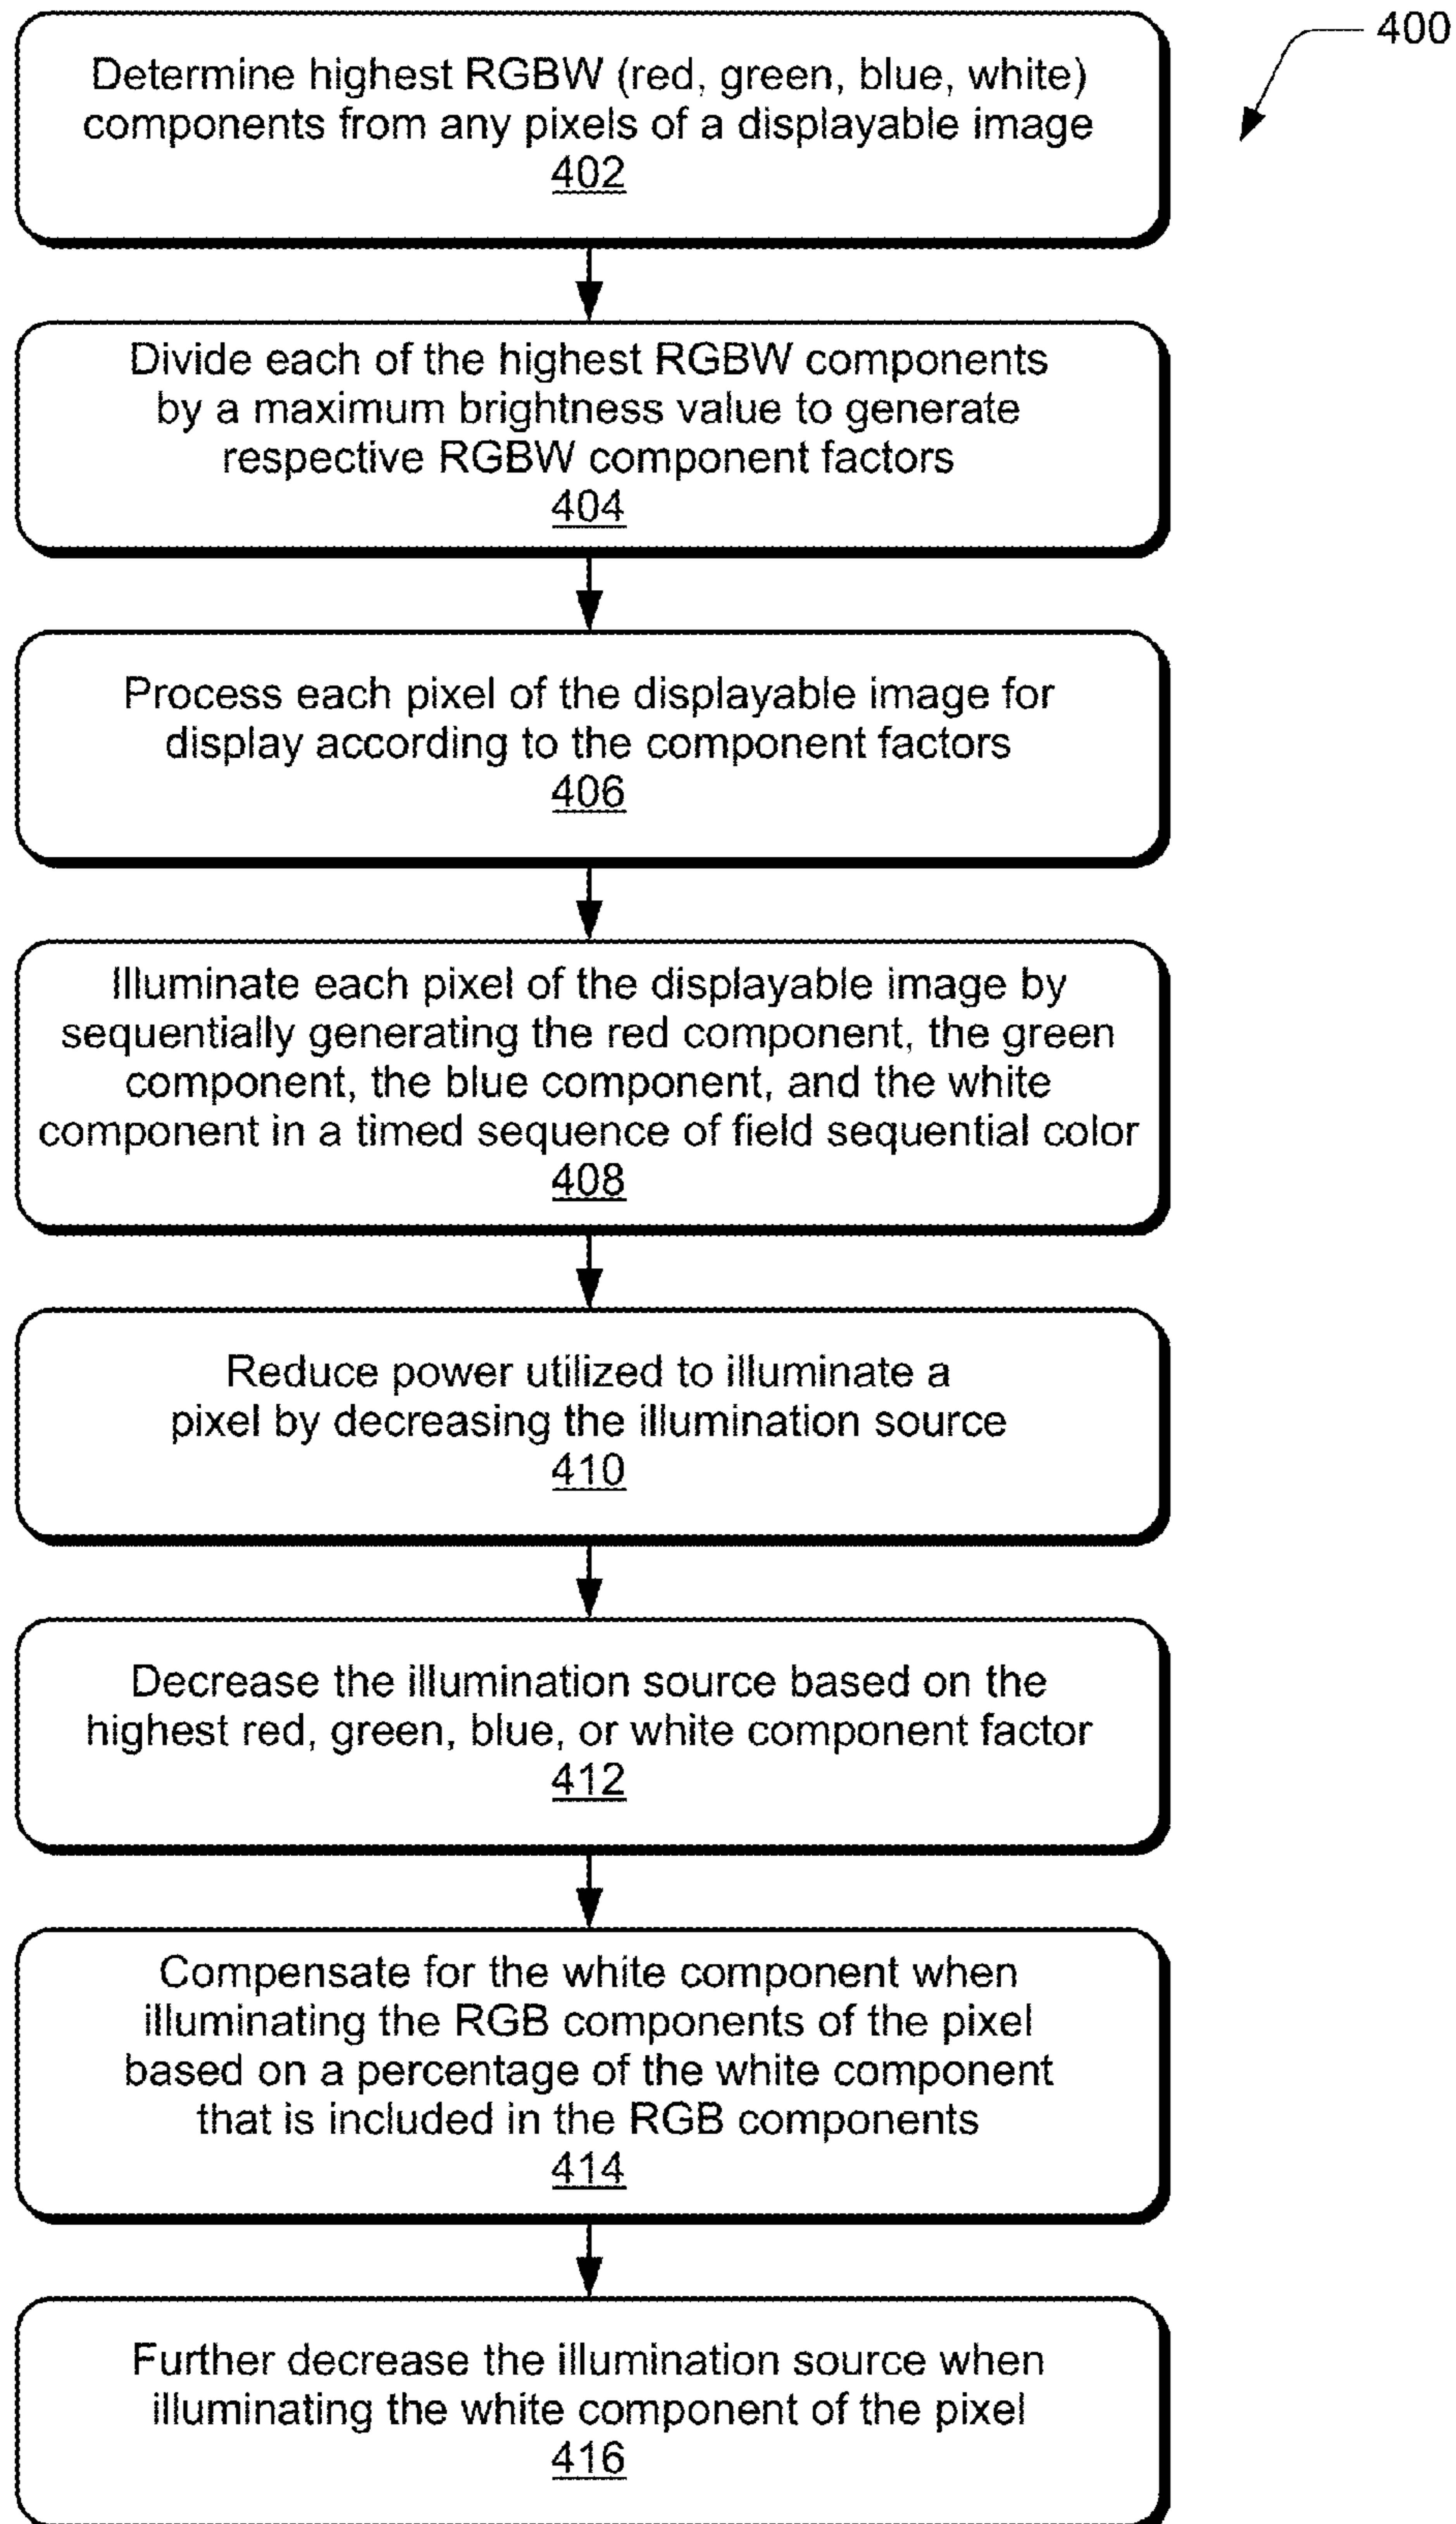 400
Determine highest RGBW (red, green, blue, white)
components from any pixels of a displayable image
402
Divide each of the highest RGBW components
by a maximum brightness value to generate
respective RGBW component factors
404
Process each pixel of the displayable image for
display according to the component factors
406
Illuminate each pixel of the displayable image by
sequentially generating the red component, the green
component, the blue component, and the white
component in a timed sequence of field sequential color
408
Reduce power utilized to illuminate a
pixel by decreasing the illumination source
410
Decrease the illumination source based on the
highest red, green, blue, or white component factor
412
Compensate for the white component when
illuminating the RGB components of the pixel
based on a percentage of the white component
that is included in the RGB components
414
Further decrease the illumination source when
illuminating the white component of the pixel
416